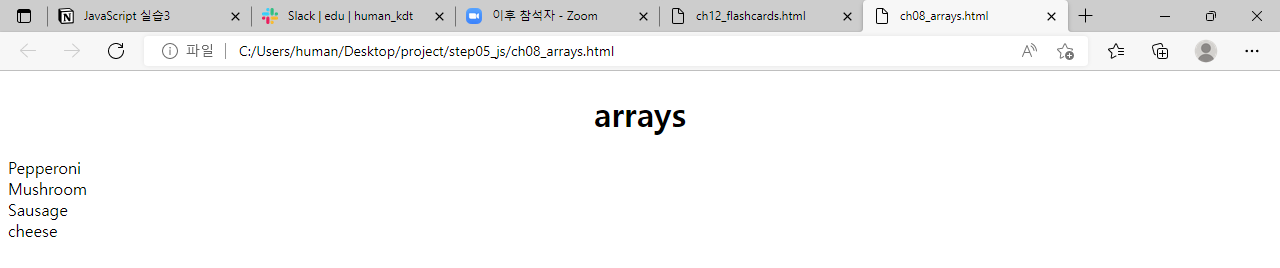 JavaScript 실습3
Slack | edu | human_kdt
이후 참석자 - Zoom
ch12_flashcards.html
ch08_arrays.html
파일
C:/Users/human/Desktop/project/step05_js/ch08_arrays.html
arrays
Pepperoni
Mushroom
Sausage
cheese